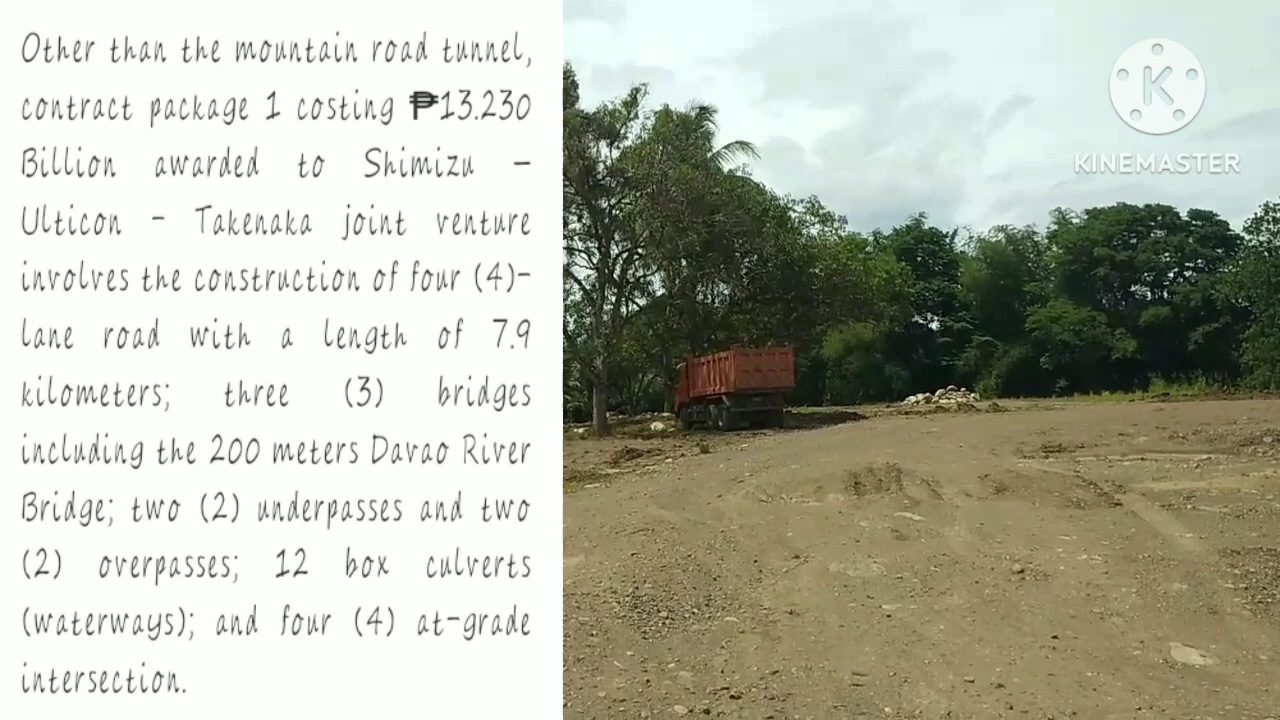 Other than the mountain road tunnel,
contract package 1 costing ₱13.230
Billion awarded to Shimizu –
Ulticon - Takenaka joint venture
involves the construction of four (4)-
lane road with a length of 7.9
kilometers; three (3) bridges
including the 200 meters Davao River
Bridge; two (2) underpasses and two
(2) overpasses; 12 box culverts
(waterways); and four (4) at-grade
intersection.
K
KINEMASTER